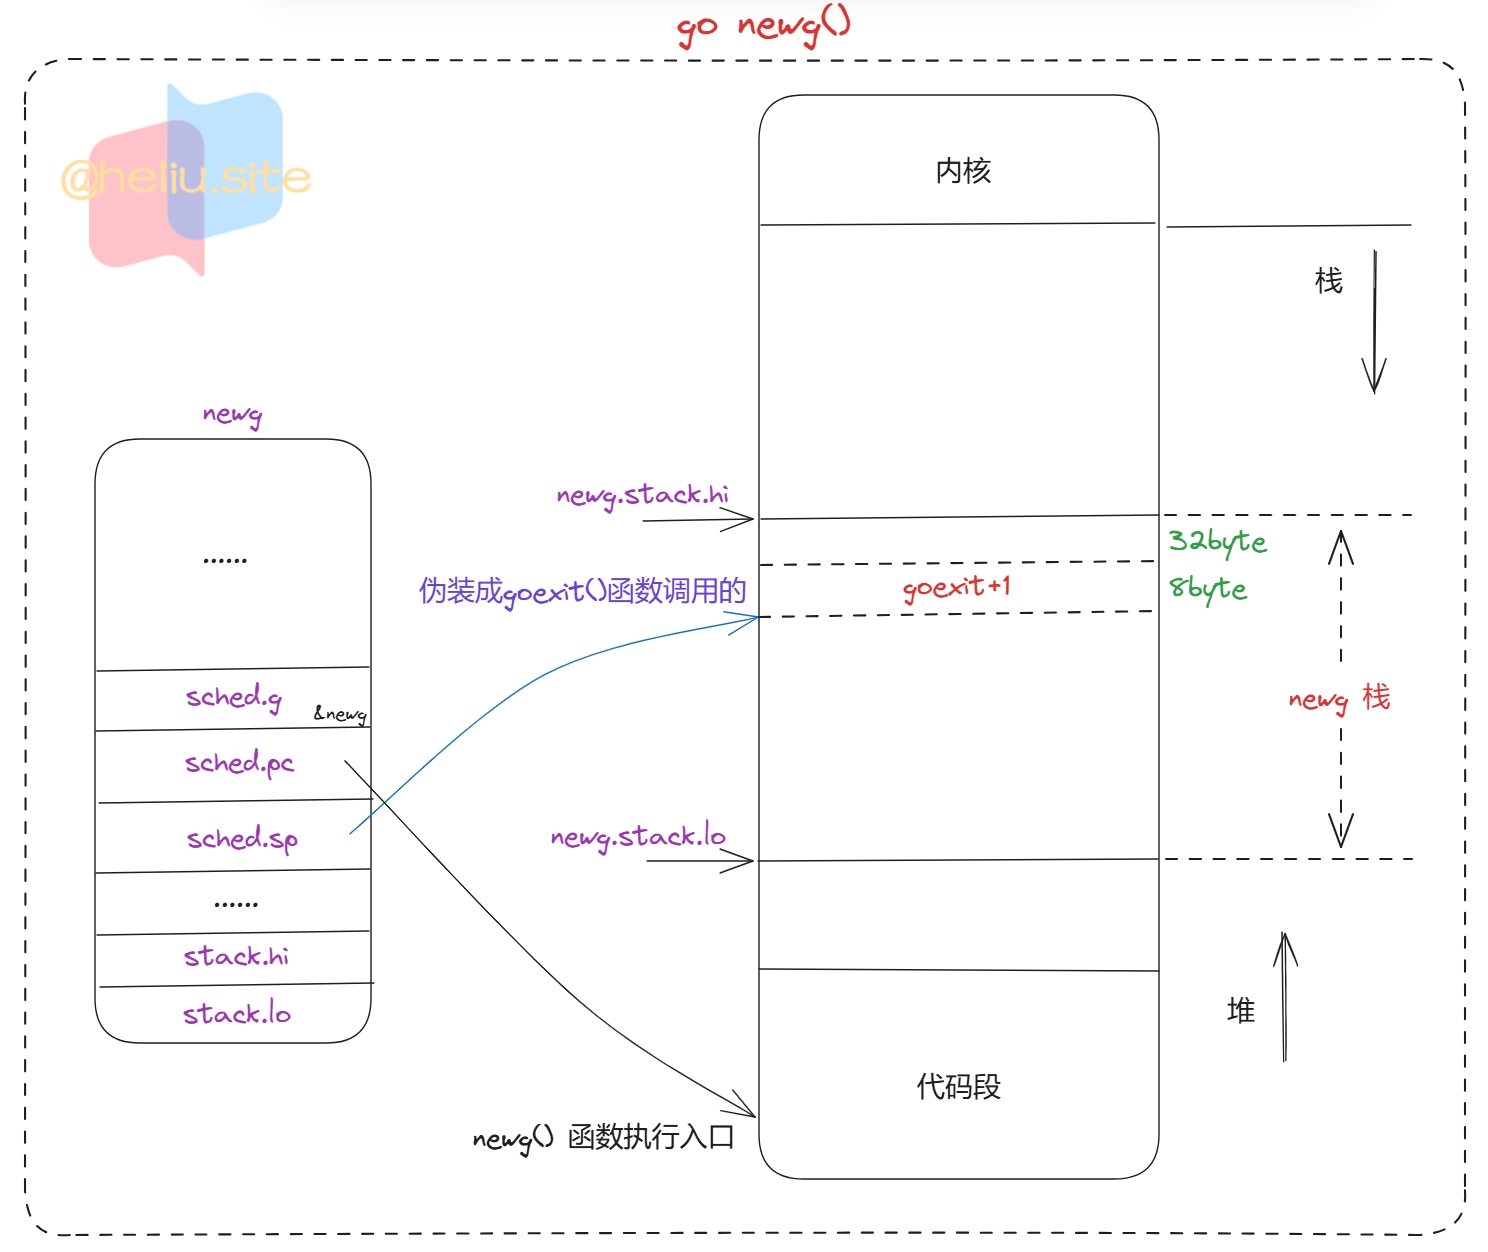 go newg()
@heliu.site
内核
栈
newg
newg.stack.hi
32byte
......
伪装成goexit()函数调用的
goexit+1
8byte
sched.g
&newg
newg 栈
sched.pc
sched.sp
newg.stack.lo
......
stack.hi
stack.lo
堆
代码段
newg() 函数执行入口